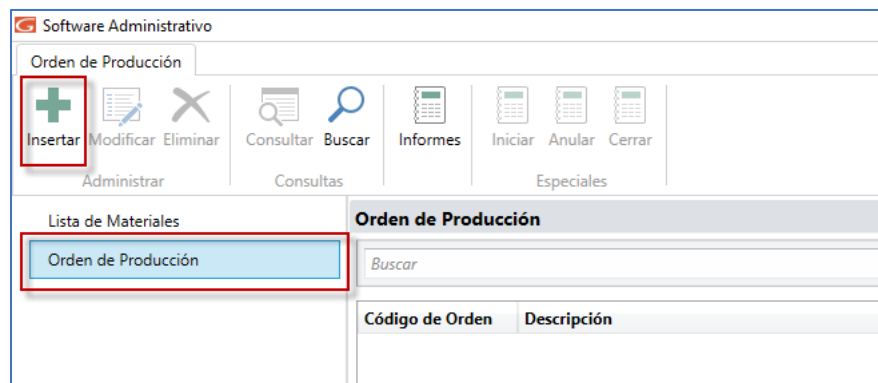 Software Administrativo
Orden de Producción
Insertar Modificar Eliminar Consultar Buscar Informes Iniciar Anular Cerrar
Administrar Consultas Especiales
Lista de Materiales
Orden de Producción
Orden de Producción
Buscar
Código de Orden Descripción